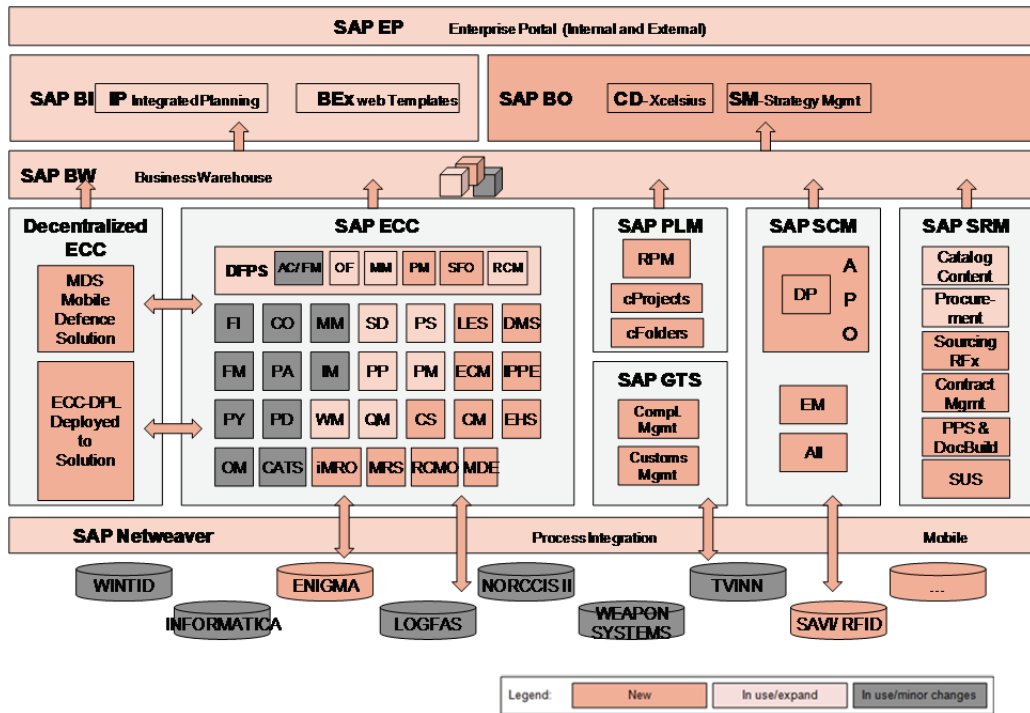 SAP EP Enterprise Portal (Internal and External)
SAP BI IP Integrated Planning BEx web Templates
SAP BO CD-Xcelsius SM-Strategy Mgmt
SAP BW Business Warehouse
Decentralized
ECC
MDS
Mobile
Defence
Solution
ECC-DPL
Deployed
to
Solution
SAP ECC
DFPS AC/FM OF MM PM SFO RCM
FI CO MM SD PS LES DMS
FM PA IM PP PM ECM IPPE
PY PD WM QM CS CM EHS
OM CATS iMRO MRS RCMO MDE
SAP PLM
RPM
cProjects
cFolders
SAP GTS
Compl.
Mgmt
Customs
Mgmt
SAP SCM
A
DP P
O
EM
AII
SAP SRM
Catalog
Content
Procure-
ment
Sourcing
RFx
Contract
Mgmt
PPS &
DocBuild
SUS
SAP Netweaver Process Integration Mobile
WINTID ENIGMA NORCCIS II TVINN ...
INFORMATICA LOGFAS WEAPON
SYSTEMS SAVI/ RFID
Legend: New In use/expand In use/minor changes